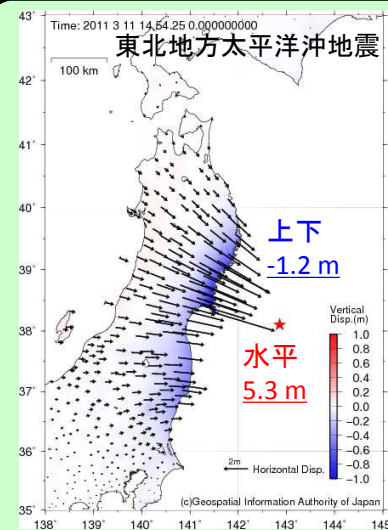 Time: 2011 3 11 14.54.25 0.000000000
東北地方太平洋沖地震
100 km
43°
42°
41°
40°
39°
38°
37°
36°
35°
上下
-1.2 m
水平
5.3 m
Vertical
Disp.(m)
1.0
0.8
0.6
0.4
0.2
0.0
-0.2
-0.4
-0.6
-0.8
-1.0
2m
Horizontal Disp.
(c)Geospatial Information Authority of Japan
138° 139° 140° 141° 142° 143° 144° 145°